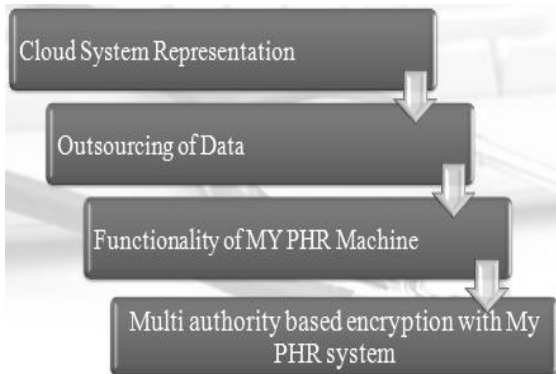 Cloud System Representation
Outsourcing of Data
Functionality of MY PHR Machine
Multi authority based encryption with My
PHR system